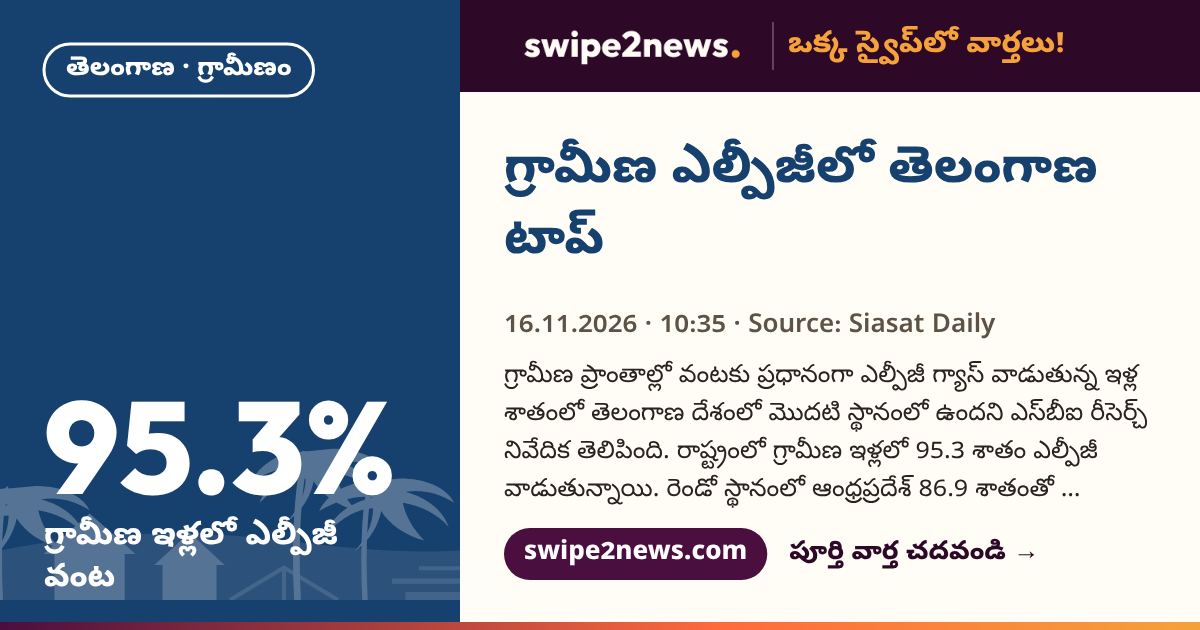 తెలంగాణ · గ్రామీణం
95.3%
గ్రామీణ ఇళ్లలో ఎల్పీజీ
వంట
swipe2news.
ఒక్క స్వైప్‌లో వార్తలు!
గ్రామీణ ఎల్పీజీలో తెలంగాణ
టాప్
16.11.2026 · 10:35 · Source: Siasat Daily
గ్రామీణ ప్రాంతాల్లో వంటకు ప్రధానంగా ఎల్పీజీ గ్యాస్ వాడుతున్న ఇళ్ల
శాతంలో తెలంగాణ దేశంలో మొదటి స్థానంలో ఉందని ఎస్‌బీఐ రీసెర్చ్
నివేదిక తెలిపింది. రాష్ట్రంలో గ్రామీణ ఇళ్లలో 95.3 శాతం ఎల్పీజీ
వాడుతున్నాయి. రెండో స్థానంలో ఆంధ్రప్రదేశ్ 86.9 శాతంతో ...
swipe2news.com
పూర్తి వార్త చదవండి →